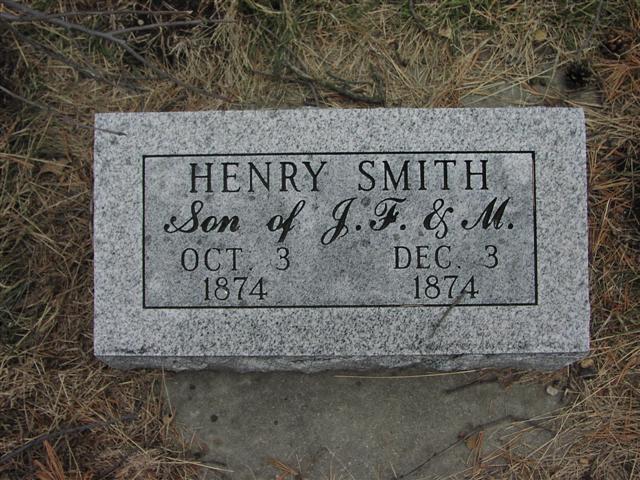 HENRY SMITH
Son of J.F. & M.
OCT 3 DEC. 3
1874 1874